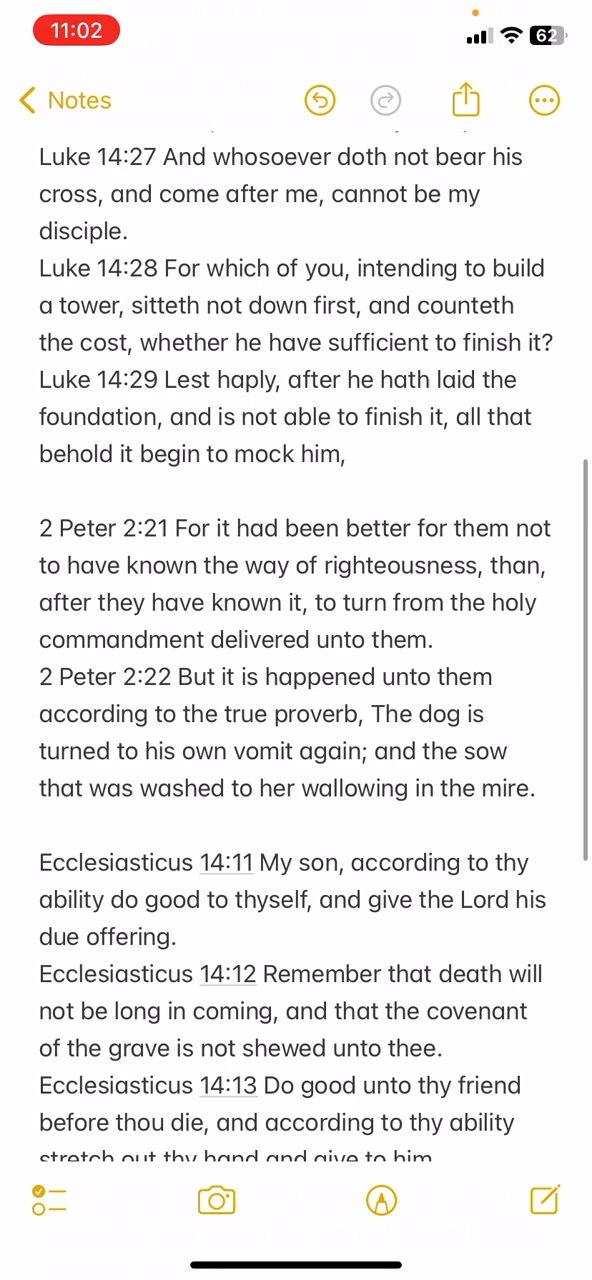 11:02
62
Notes
Luke 14:27 And whosoever doth not bear his
cross, and come after me, cannot be my
disciple.
Luke 14:28 For which of you, intending to build
a tower, sitteth not down first, and counteth
the cost, whether he have sufficient to finish it?
Luke 14:29 Lest haply, after he hath laid the
foundation, and is not able to finish it, all that
behold it begin to mock him,
2 Peter 2:21 For it had been better for them not
to have known the way of righteousness, than,
after they have known it, to turn from the holy
commandment delivered unto them.
2 Peter 2:22 But it is happened unto them
according to the true proverb, The dog is
turned to his own vomit again; and the sow
that was washed to her wallowing in the mire.
Ecclesiasticus 14:11 My son, according to thy
ability do good to thyself, and give the Lord his
due offering.
Ecclesiasticus 14:12 Remember that death will
not be long in coming, and that the covenant
of the grave is not shewed unto thee.
Ecclesiasticus 14:13 Do good unto thy friend
before thou die, and according to thy ability
stretch out thy hand and give to him